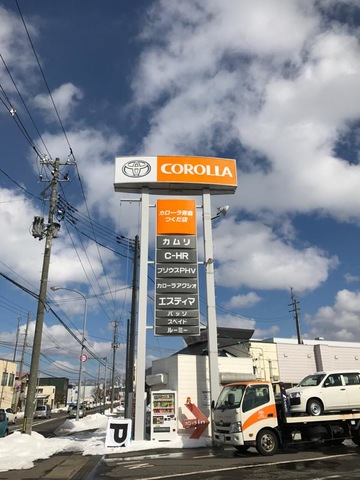 COROLLA
カローラ青森
つくだ店
カムリ
C-HR
プリウスPHV
カローラアクシオ
エスティマ
パッソ
スペイド
ルーミー
P